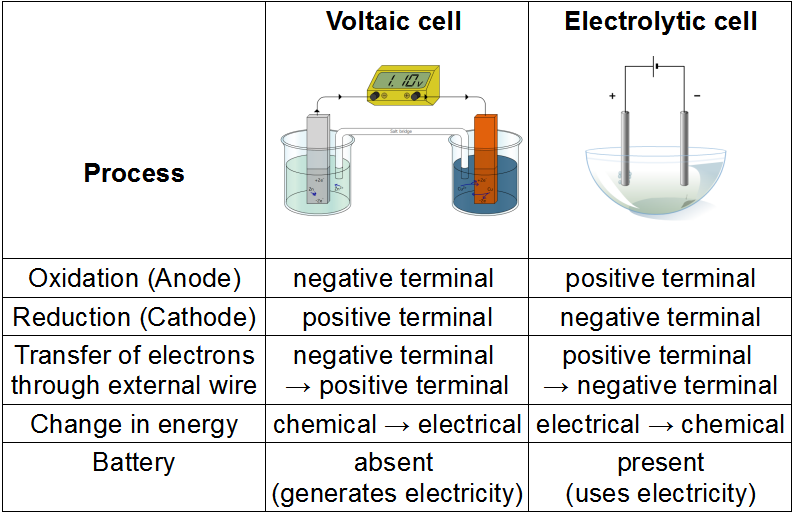 Voltaic cell
Electrolytic cell
Process
1.10v
Salt bridge
+
−
Oxidation (Anode)
negative terminal
positive terminal
Reduction (Cathode)
positive terminal
negative terminal
Transfer of electrons
through external wire
negative terminal
→ positive terminal
positive terminal
→ negative terminal
Change in energy
chemical → electrical
electrical → chemical
Battery
absent
(generates electricity)
present
(uses electricity)